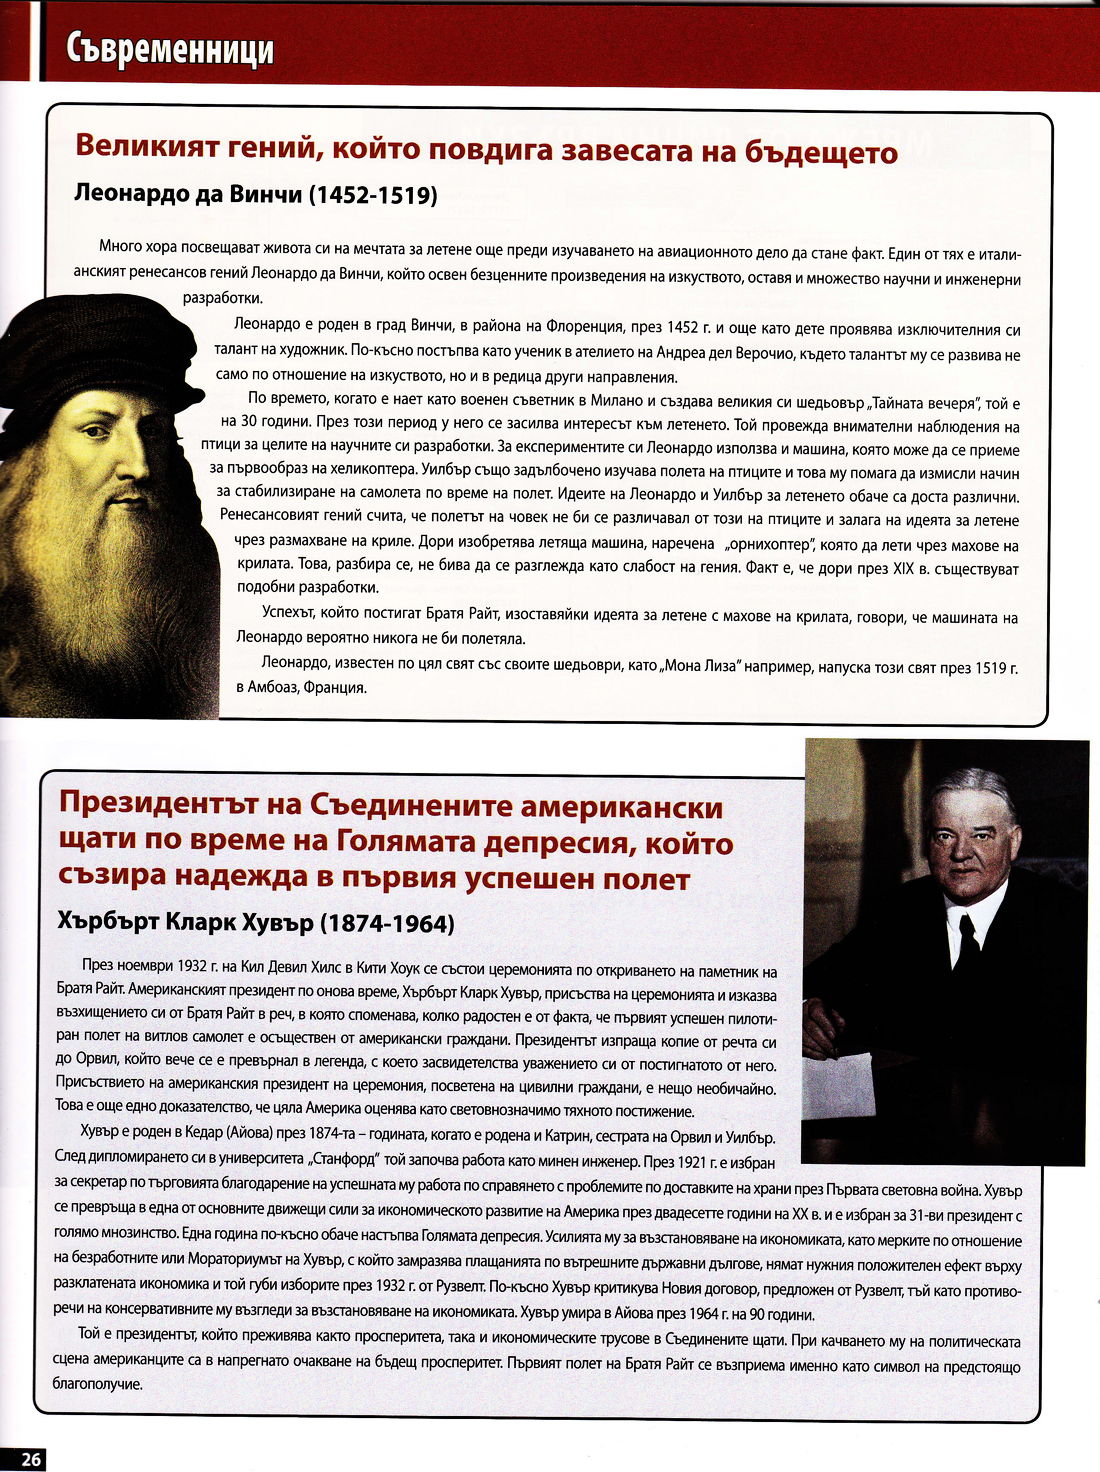 Съвременници
Великият гений, който повдига завесата на бъдещето
Леонардо да Винчи (1452-1519)
Много хора посвещават живота си на мечтата за летене още преди изучаването на авиационното дело да стане факт. Един от тях е итали-
анският ренесансов гений Леонардо да Винчи, който освен безценните произведения на изкуството, оставя и множество научни и инженерни
разработки.
Леонардо е роден в град Винчи, в района на Флоренция, през 1452 г. и още като дете проявява изключителния си
талант на художник. По-късно постъпва като ученик в ателието на Андреа дел Верочио, където талантът му се развива не
само по отношение на изкуството, но и в редица други направления.
По времето, когато е нает като военен съветник в Милано и създава великия си шедьовър „Тайната вечеря”, той е
на 30 години. През този период у него се засилва интересът към летенето. Той провежда внимателни наблюдения на
птици за целите на научните си разработки. За експериментите си Леонардо използва и машина, която може да се приеме
за първообраз на хеликоптера. Уилбър също задълбочено изучава полета на птиците и това му помага да измисли начин
за стабилизиране на самолета по време на полет. Идеите на Леонардо и Уилбър за летенето обаче са доста различни.
Ренесансовият гений счита, че полетът на човек не би се различавал от този на птиците и залага на идеята за летене
чрез размахване на криле. Дори изобретява летяща машина, наречена „орнихоптер”, която да лети чрез махове на
крилата. Това, разбира се, не бива да се разглежда като слабост на гения. Факт е, че дори през XIX в. съществуват
подобни разработки.
Успехът, който постигат Братя Райт, изоставяйки идеята за летене с махове на крилата, говори, че машината на
Леонардо вероятно никога не би полетяла.
Леонардо, известен по цял свят със своите шедьоври, като „Мона Лиза” например, напуска този свят през 1519 г.
в Амбоаз, Франция.
Президентът на Съединените американски
щати по време на Голямата депресия, който
съзира надежда в първия успешен полет
Хърбърт Кларк Хувър (1874-1964)
През ноември 1932 г. на Кил Девил Хилс в Кити Хоук се състои церемонията по откриването на паметник на
Братя Райт. Американският президент по онова време, Хърбърт Кларк Хувър, присъства на церемонията и изказва
възхищението си от Братя Райт в реч, в която споменава, колко радостен е от факта, че първият успешен пилоти-
ран полет на витлов самолет е осъществен от американски граждани. Президентът изпраща копие от речта си
до Орвил, който вече се е превърнал в легенда, с което засвидетелства уважението си от постигнатото от него.
Присъствието на американския президент на церемония, посветена на цивилни граждани, е нещо необичайно.
Това е още едно доказателство, че цяла Америка оценява като световнозначимо тяхното постижение.
Хувър е роден в Кедар (Айова) през 1874-та – годината, когато е родена и Катрин, сестрата на Орвил и Уилбър.
След дипломирането си в университета „Станфорд” той започва работа като минен инженер. През 1921 г. е избран
за секретар по търговията благодарение на успешната му работа по справянето с проблемите по доставките на храни през Първата световна война. Хувър
се превръща в една от основните движещи сили за икономическото развитие на Америка през двадесетте години на XX в. и е избран за 31-ви президент с
голямо мнозинство. Една година по-късно обаче настъпва Голямата депресия. Усилията му за възстановяване на икономиката, като мерките по отношение
на безработните или Мораториумът на Хувър, с който замразява плащанията по вътрешните държавни дългове, нямат нужния положителен ефект върху
разклатената икономика и той губи изборите през 1932 г. от Рузвелт. По-късно Хувър критикува Новия договор, предложен от Рузвелт, тъй като противо-
речи на консервативните му възгледи за възстановяване на икономиката. Хувър умира в Айова през 1964 г. на 90 години.
Той е президентът, който преживява както просперитета, така и икономическите трусове в Съединените щати. При качването му на политическата
сцена американците са в напрегнато очакване на бъдещ просперитет. Първият полет на Братя Райт се възприема именно като символ на предстоящо
благополучие.
26